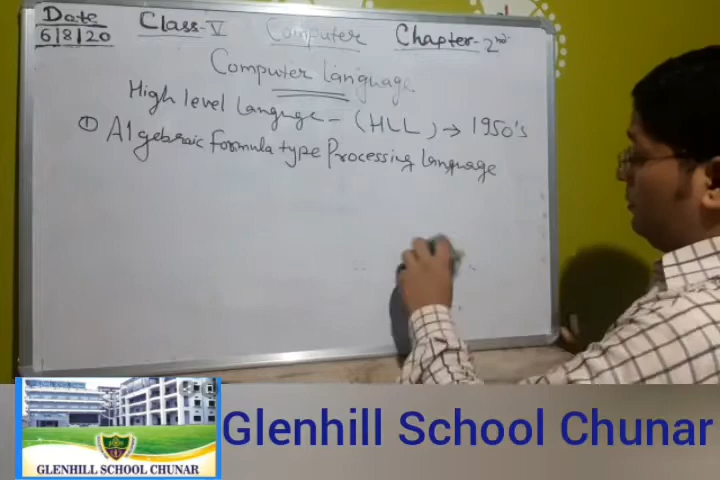 Date Class-V Computer Chapter-2nd
6/8/20
Computer Language
High level Languge - (HLL) → 1950's
① Algebraic formula type Processing Language
GLENHILL SCHOOL CHUNAR
Glenhill School Chunar